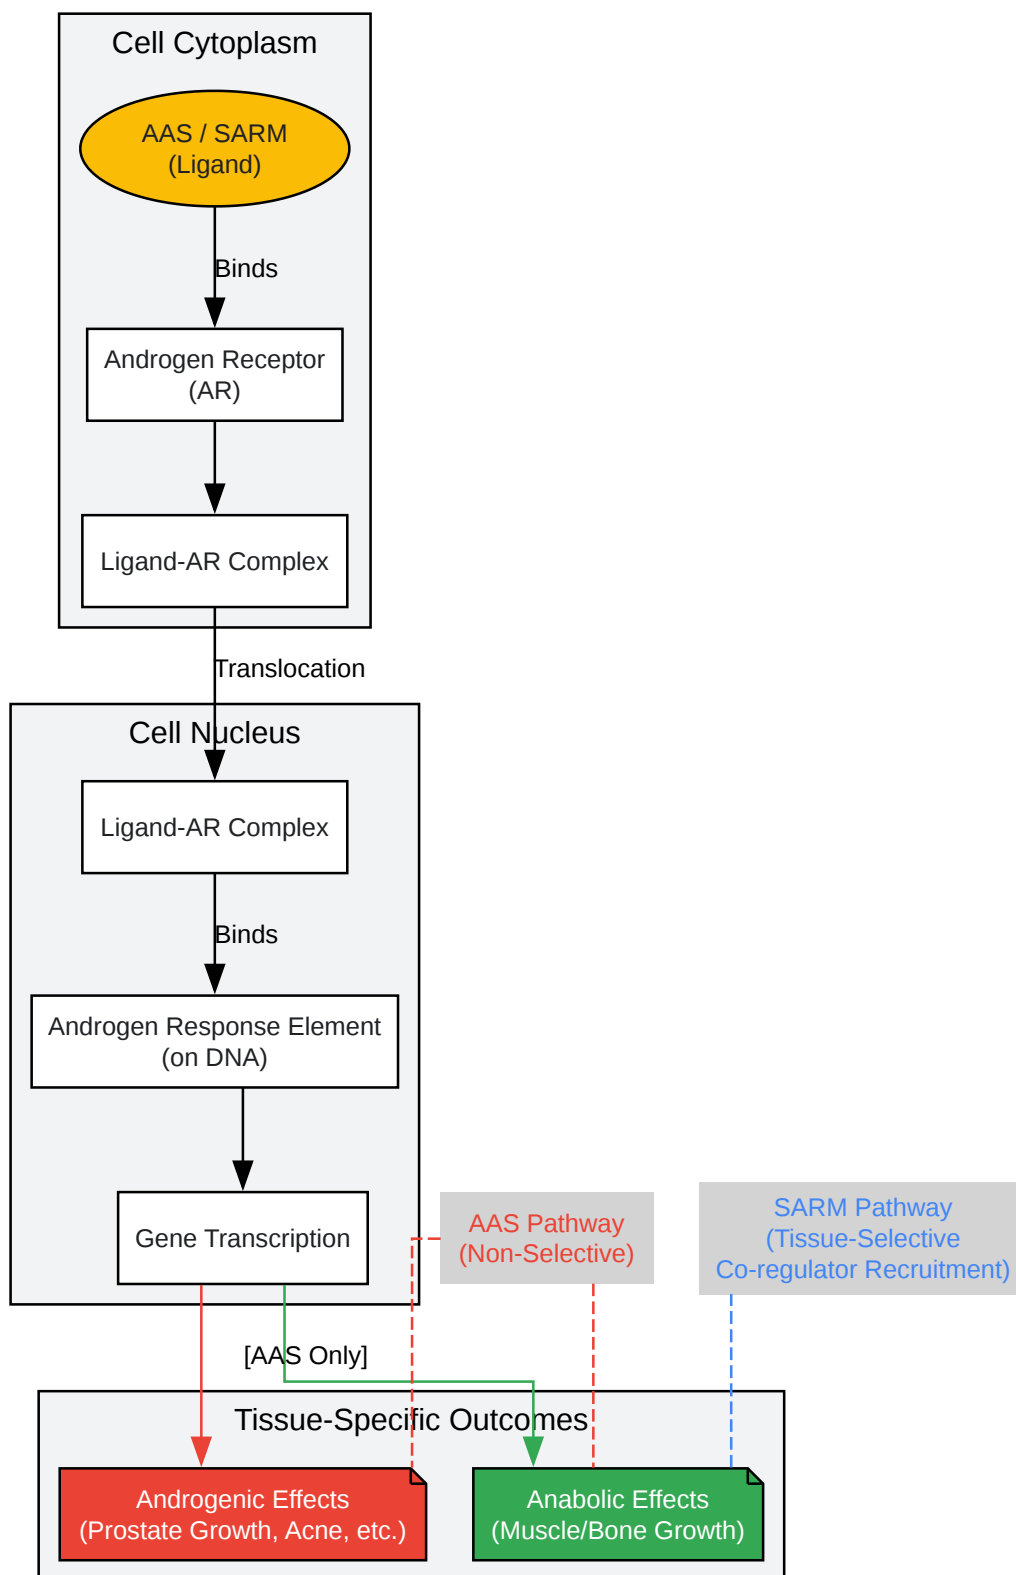 Cell Cytoplasm
AAS / SARM
(Ligand)
Binds
Androgen Receptor
(AR)
Ligand-AR Complex
Translocation
Cell Nucleus
Ligand-AR Complex
Binds
Androgen Response Element
(on DNA)
Gene Transcription
AAS Pathway
(Non-Selective)
SARM Pathway
(Tissue-Selective
Co-regulator Recruitment)
[AAS Only]
Tissue-Specific Outcomes
Androgenic Effects
(Prostate Growth, Acne, etc.)
Anabolic Effects
(Muscle/Bone Growth)